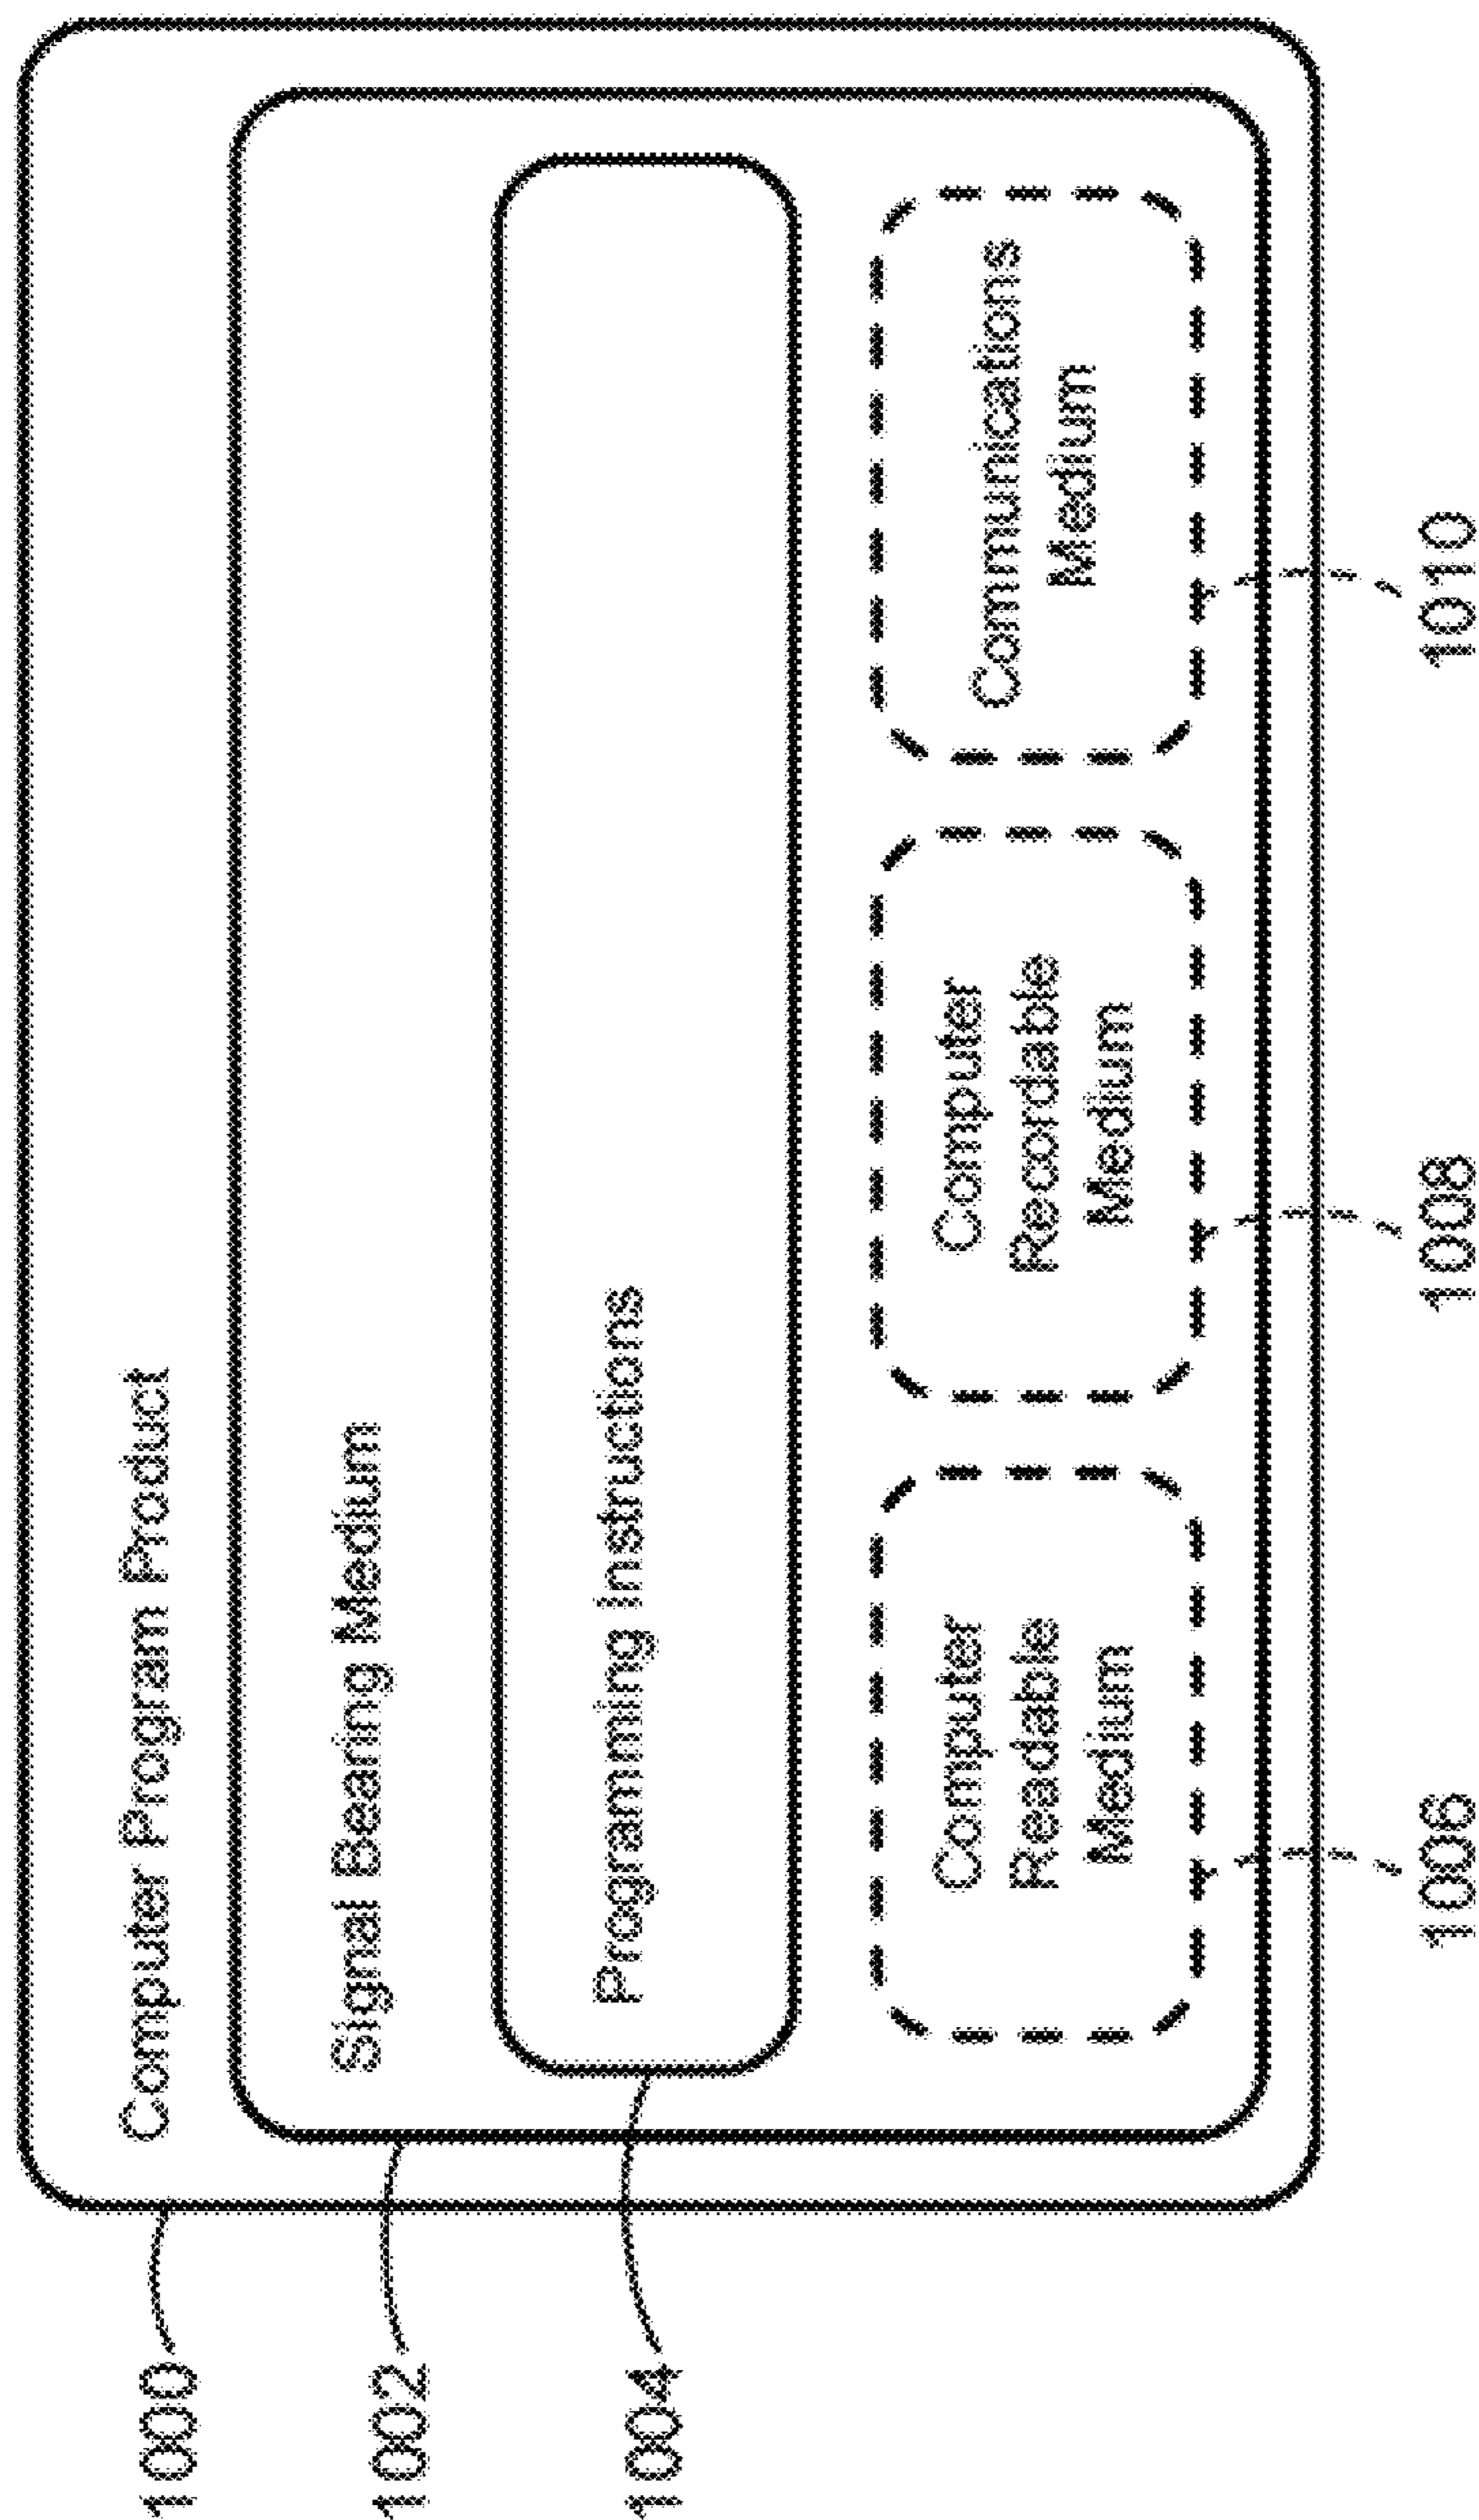 1000
Computer Program Product
1002
Signal Bearing Medium
1004
Programming Instructions
Computer
Readable
Medium
Computer
Recordable
Medium
Communications
Medium
1006
1008
1010